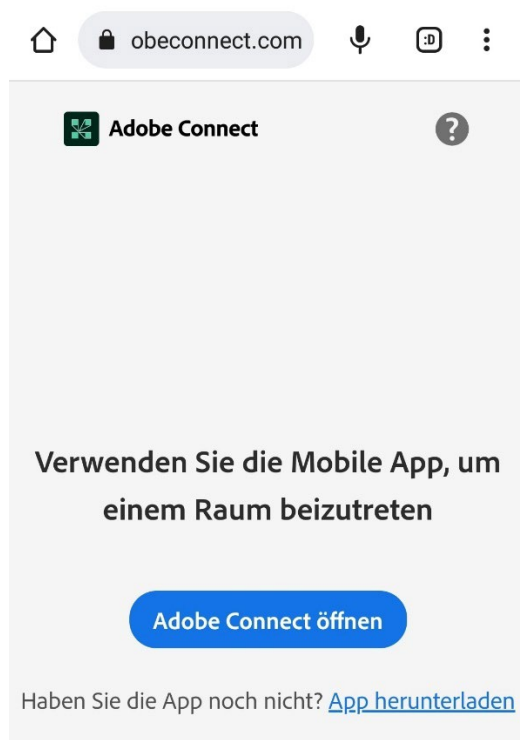 obeconnect.com
:D
Adobe Connect
?
Verwenden Sie die Mobile App, um
einem Raum beizutreten
Adobe Connect öffnen
Haben Sie die App noch nicht? App herunterladen